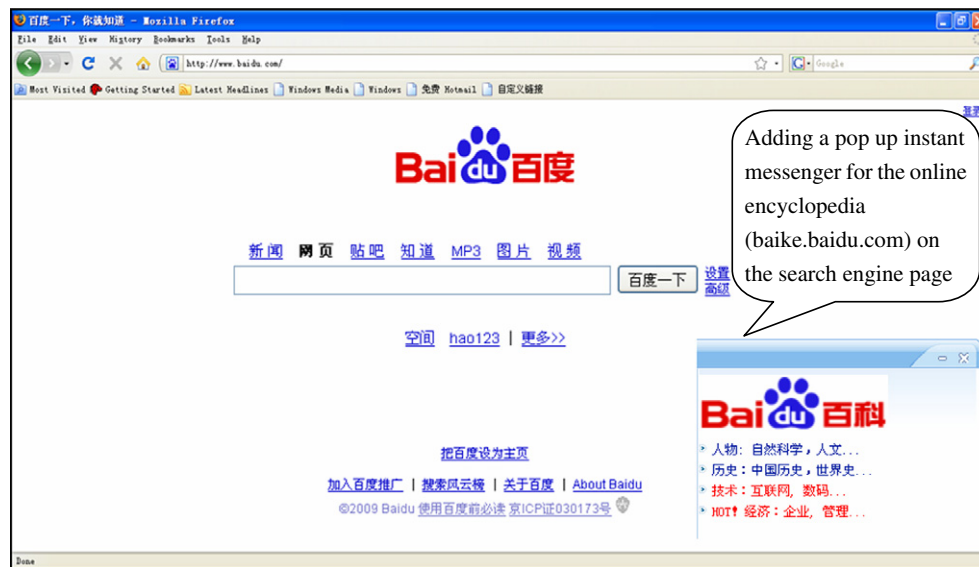 百度一下，你就知道 - Mozilla Firefox
File Edit View History Bookmarks Tools Help
http://www.baidu.com/
Google
Most Visited Getting Started Latest Headlines Windows Media Windows 免费 Hotmail 自定义链接
登录
Adding a pop up instant
messenger for the online
encyclopedia
(baike.baidu.com) on
the search engine page
Bai du 百度
新闻 网页 贴吧 知道 MP3 图片 视频
百度一下 设置
高级
空间 hao123 | 更多>>
Bai du 百科
人物: 自然科学，人文...
历史：中国历史，世界史...
技术：互联网, 数码...
HOT! 经济：企业, 管理...
把百度设为主页
加入百度推广 | 搜索风云榜 | 关于百度 | About Baidu
©2009 Baidu 使用百度前必读 京ICP证030173号
Done